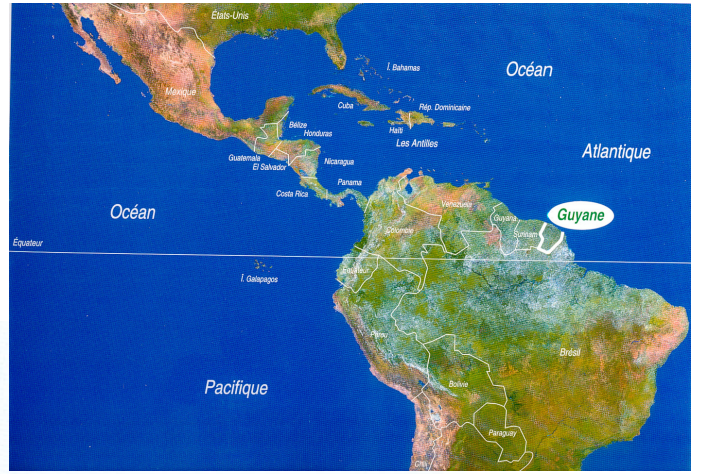 États-Unis
Océan
Î. Bahamas
Mexique
Cuba
Rép. Dominicaine
Bélize
Haïti
Honduras
Les Antilles
Atlantique
Guatemala
El Salvador
Nicaragua
Panama
Costa Rica
Venezuela
Océan
Guyana
Guyane
Colombie
Surinam
Équateur
Équateur
Î. Galapagos
Pérou
Brésil
Pacifique
Bolivie
Paraguay
Chili